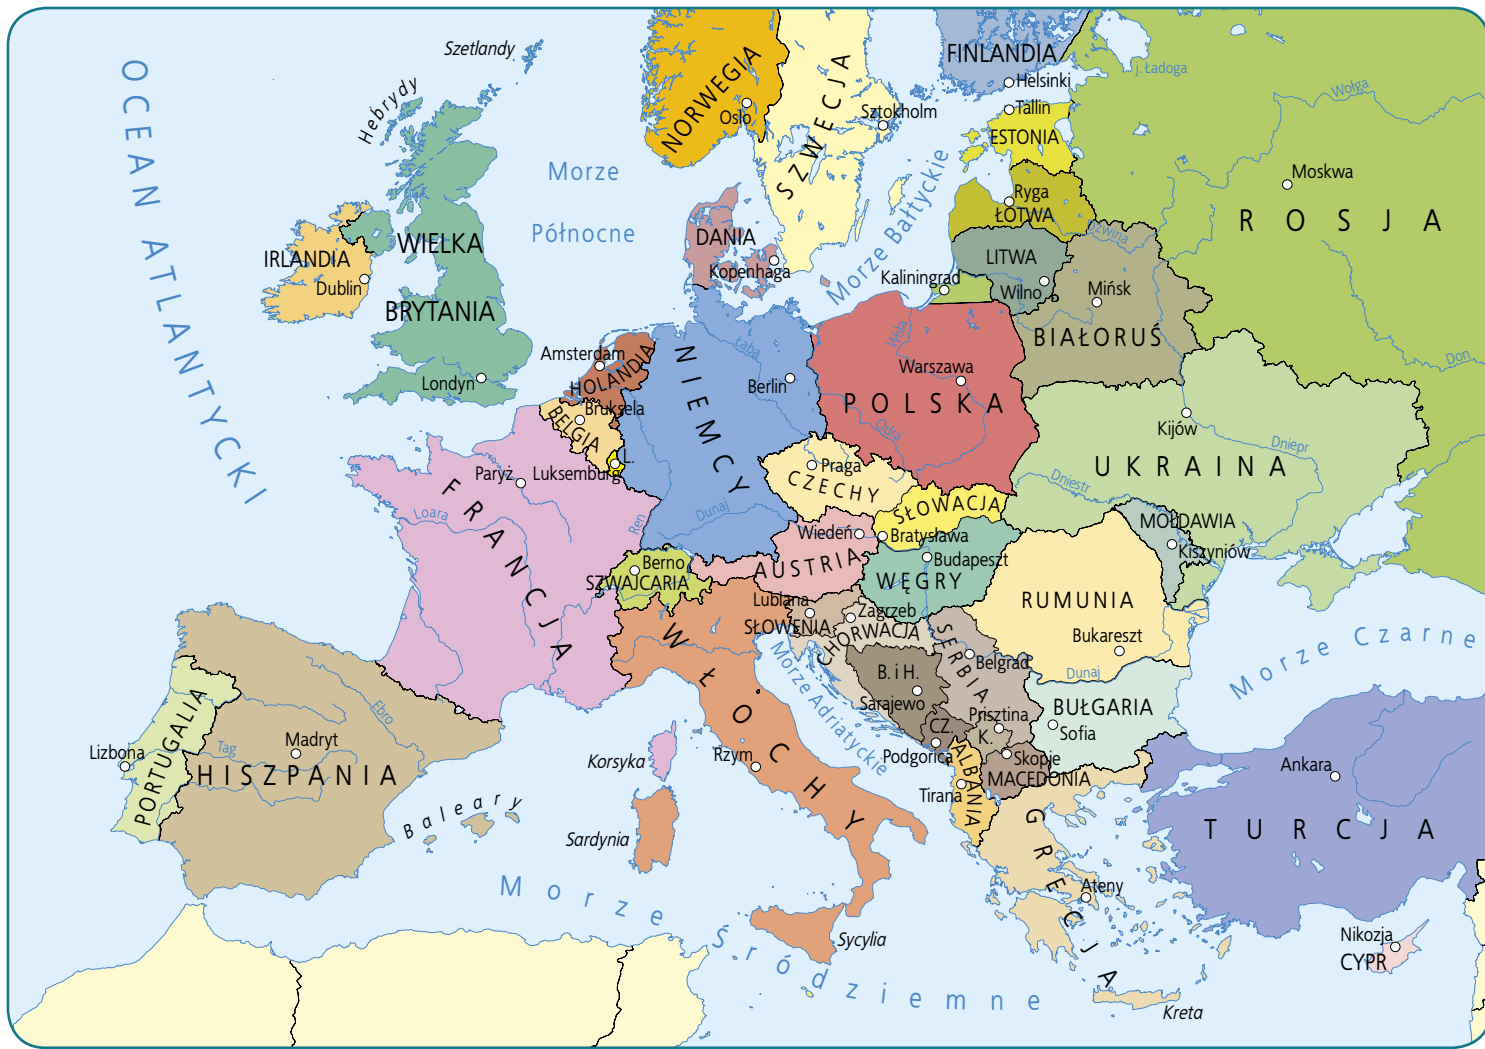 OCEAN ATLANTYCKI
Szetlandy
Hebrydy
Morze
Północne
NORWEGIA
Oslo
SZWECJA
Sztokholm
FINLANDIA
Helsinki
j. Ładoga
Wołga
Tallin
ESTONIA
Moskwa
ROSJA
Ryga
ŁOTWA
Dźwina
Morze Bałtyckie
LITWA
Wilno
Kaliningrad
Mińsk
BIAŁORUŚ
Don
IRLANDIA
Dublin
WIELKA
BRYTANIA
Londyn
DANIA
Kopenhaga
Amsterdam
HOLANDIA
Bruksela
BELGIA
L.
Luksemburg
NIEMCY
Łaba
Berlin
Ren
Dunaj
POLSKA
Warszawa
Wisła
Odra
Kijów
UKRAINA
Dniepr
Dniestr
Praga
CZECHY
SŁOWACJA
Bratysława
Wiedeń
AUSTRIA
Budapeszt
WĘGRY
MOŁDAWIA
Kiszyniów
Paryż
Loara
FRANCJA
Berno
SZWAJCARIA
Lublana
SŁOWENIA
Zagrzeb
CHORWACJA
RUMUNIA
Bukareszt
Dunaj
Morze Czarne
SERBIA
Belgrad
B. i H.
Sarajewo
BUŁGARIA
Sofia
Prisztina
K.
CZ.
Podgorica
Skopje
MACEDONIA
ALBANIA
Tirana
Morze Adriatyckie
WŁOCHY
Rzym
Korsyka
Sardynia
Sycylia
PORTUGALIA
Lizbona
HISZPANIA
Madryt
Tag
Ebro
Baleary
GRECJA
Ateny
Kreta
TURCJA
Ankara
Nikozja
CYPR
Morze Śródziemne